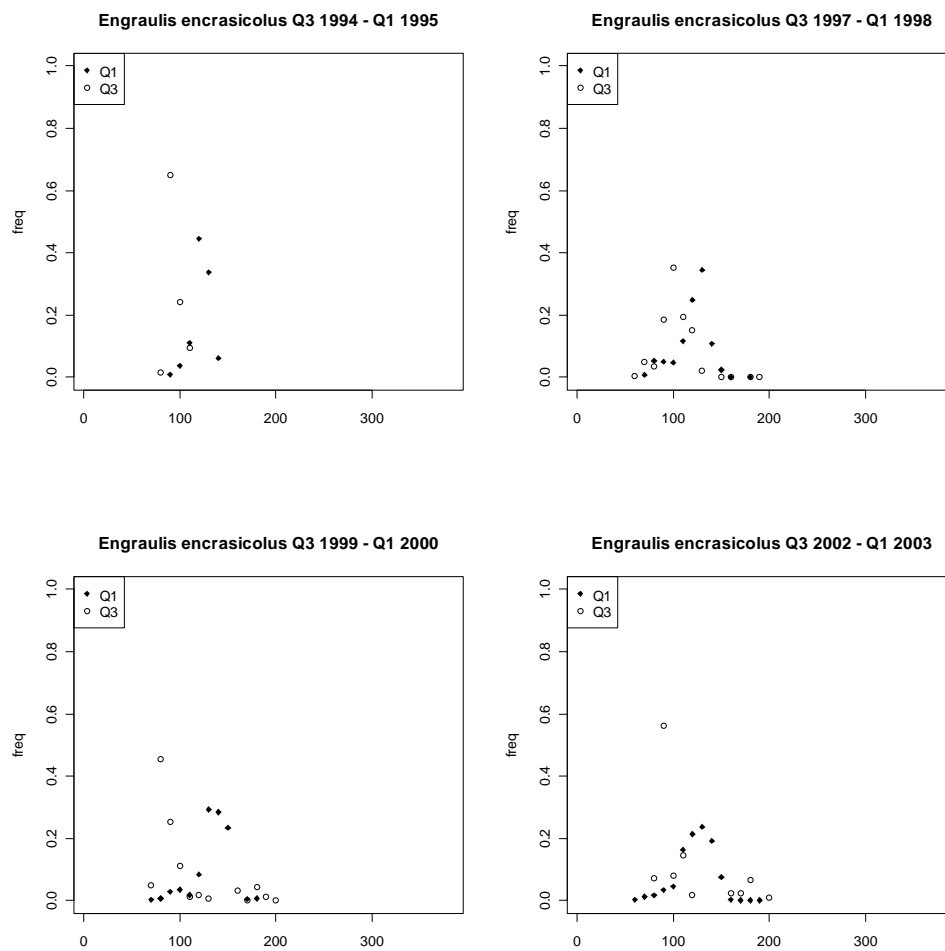 Engraulis encrasicolus Q3 1994 - Q1 1995
Q1
Q3
freq
0.0 0.2 0.4 0.6 0.8 1.0
0 100 200 300
Engraulis encrasicolus Q3 1997 - Q1 1998
Q1
Q3
freq
0.0 0.2 0.4 0.6 0.8 1.0
0 100 200 300
Engraulis encrasicolus Q3 1999 - Q1 2000
Q1
Q3
freq
0.0 0.2 0.4 0.6 0.8 1.0
0 100 200 300
Engraulis encrasicolus Q3 2002 - Q1 2003
Q1
Q3
freq
0.0 0.2 0.4 0.6 0.8 1.0
0 100 200 300